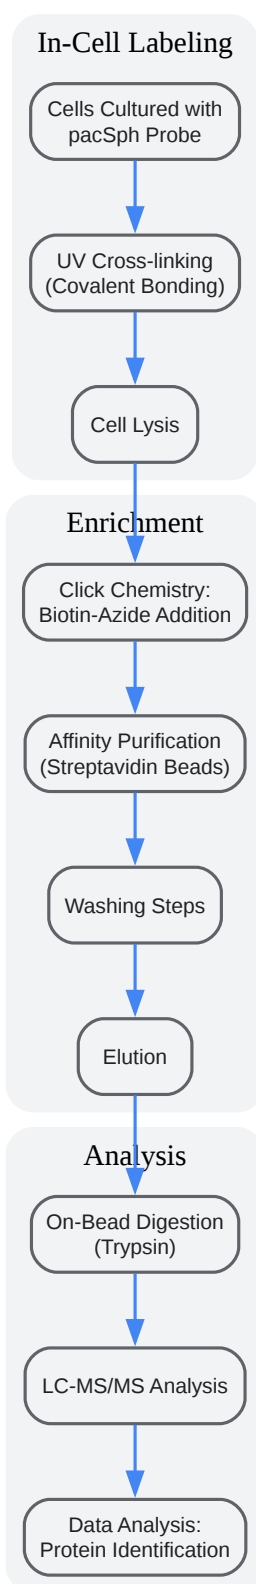 In-Cell Labeling
Cells Cultured with
pacSph Probe
UV Cross-linking
(Covalent Bonding)
Cell Lysis
Enrichment
Click Chemistry:
Biotin-Azide Addition
Affinity Purification
(Streptavidin Beads)
Washing Steps
Elution
Analysis
On-Bead Digestion
(Trypsin)
LC-MS/MS Analysis
Data Analysis:
Protein Identification